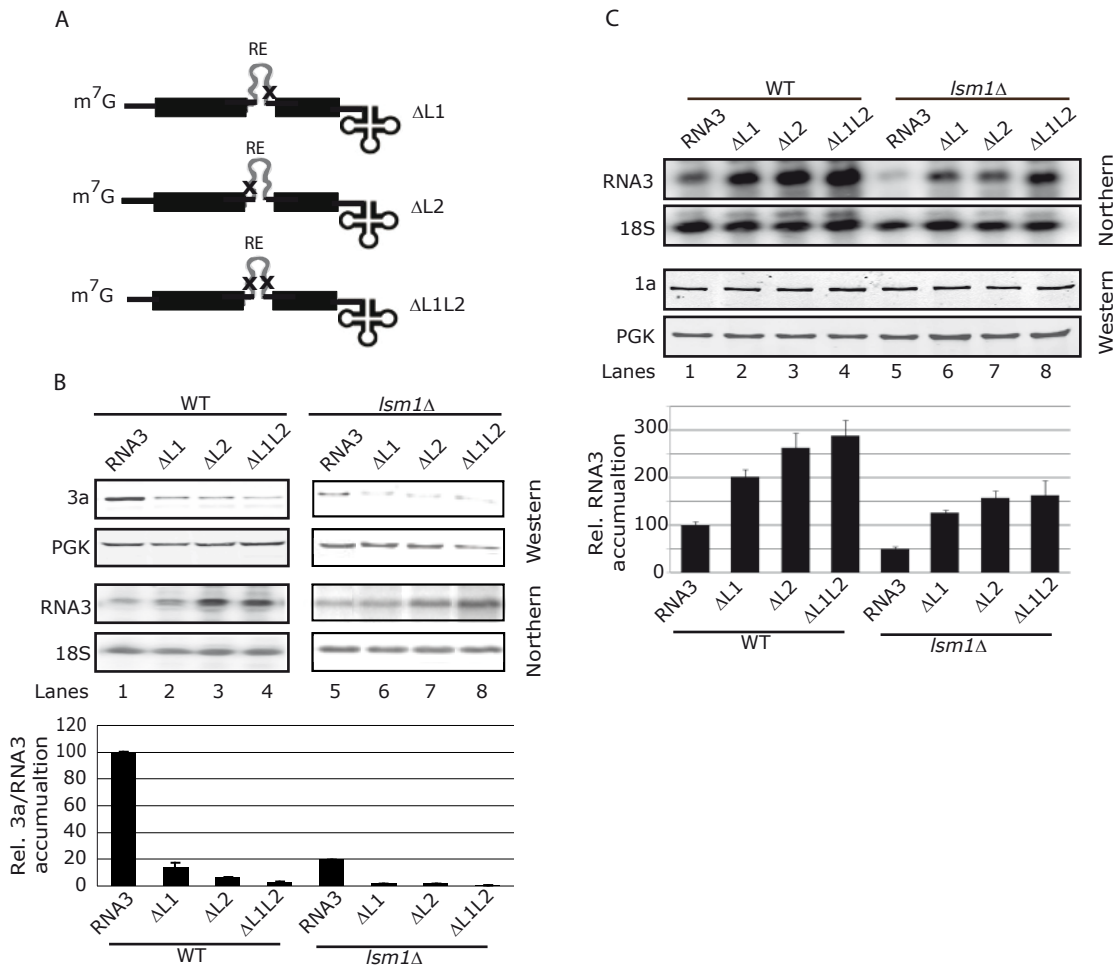 A
RE
m7G
ΔL1
RE
m7G
ΔL2
RE
m7G
ΔL1L2
B
WT
lsm1Δ
RNA3 ΔL1 ΔL2 ΔL1L2 RNA3 ΔL1 ΔL2 ΔL1L2
3a
PGK
Western
RNA3
18S
Northern
Lanes 1 2 3 4 5 6 7 8
Rel. 3a/RNA3
accumualtion
120
100
80
60
40
20
0
RNA3 ΔL1 ΔL2 ΔL1L2 RNA3 ΔL1 ΔL2 ΔL1L2
WT
lsm1Δ
C
WT
lsm1Δ
RNA3 ΔL1 ΔL2 ΔL1L2 RNA3 ΔL1 ΔL2 ΔL1L2
RNA3
18S
Northern
1a
PGK
Western
Lanes 1 2 3 4 5 6 7 8
Rel. RNA3
accumualtion
300
200
100
0
RNA3 ΔL1 ΔL2 ΔL1L2 RNA3 ΔL1 ΔL2 ΔL1L2
WT
lsm1Δ